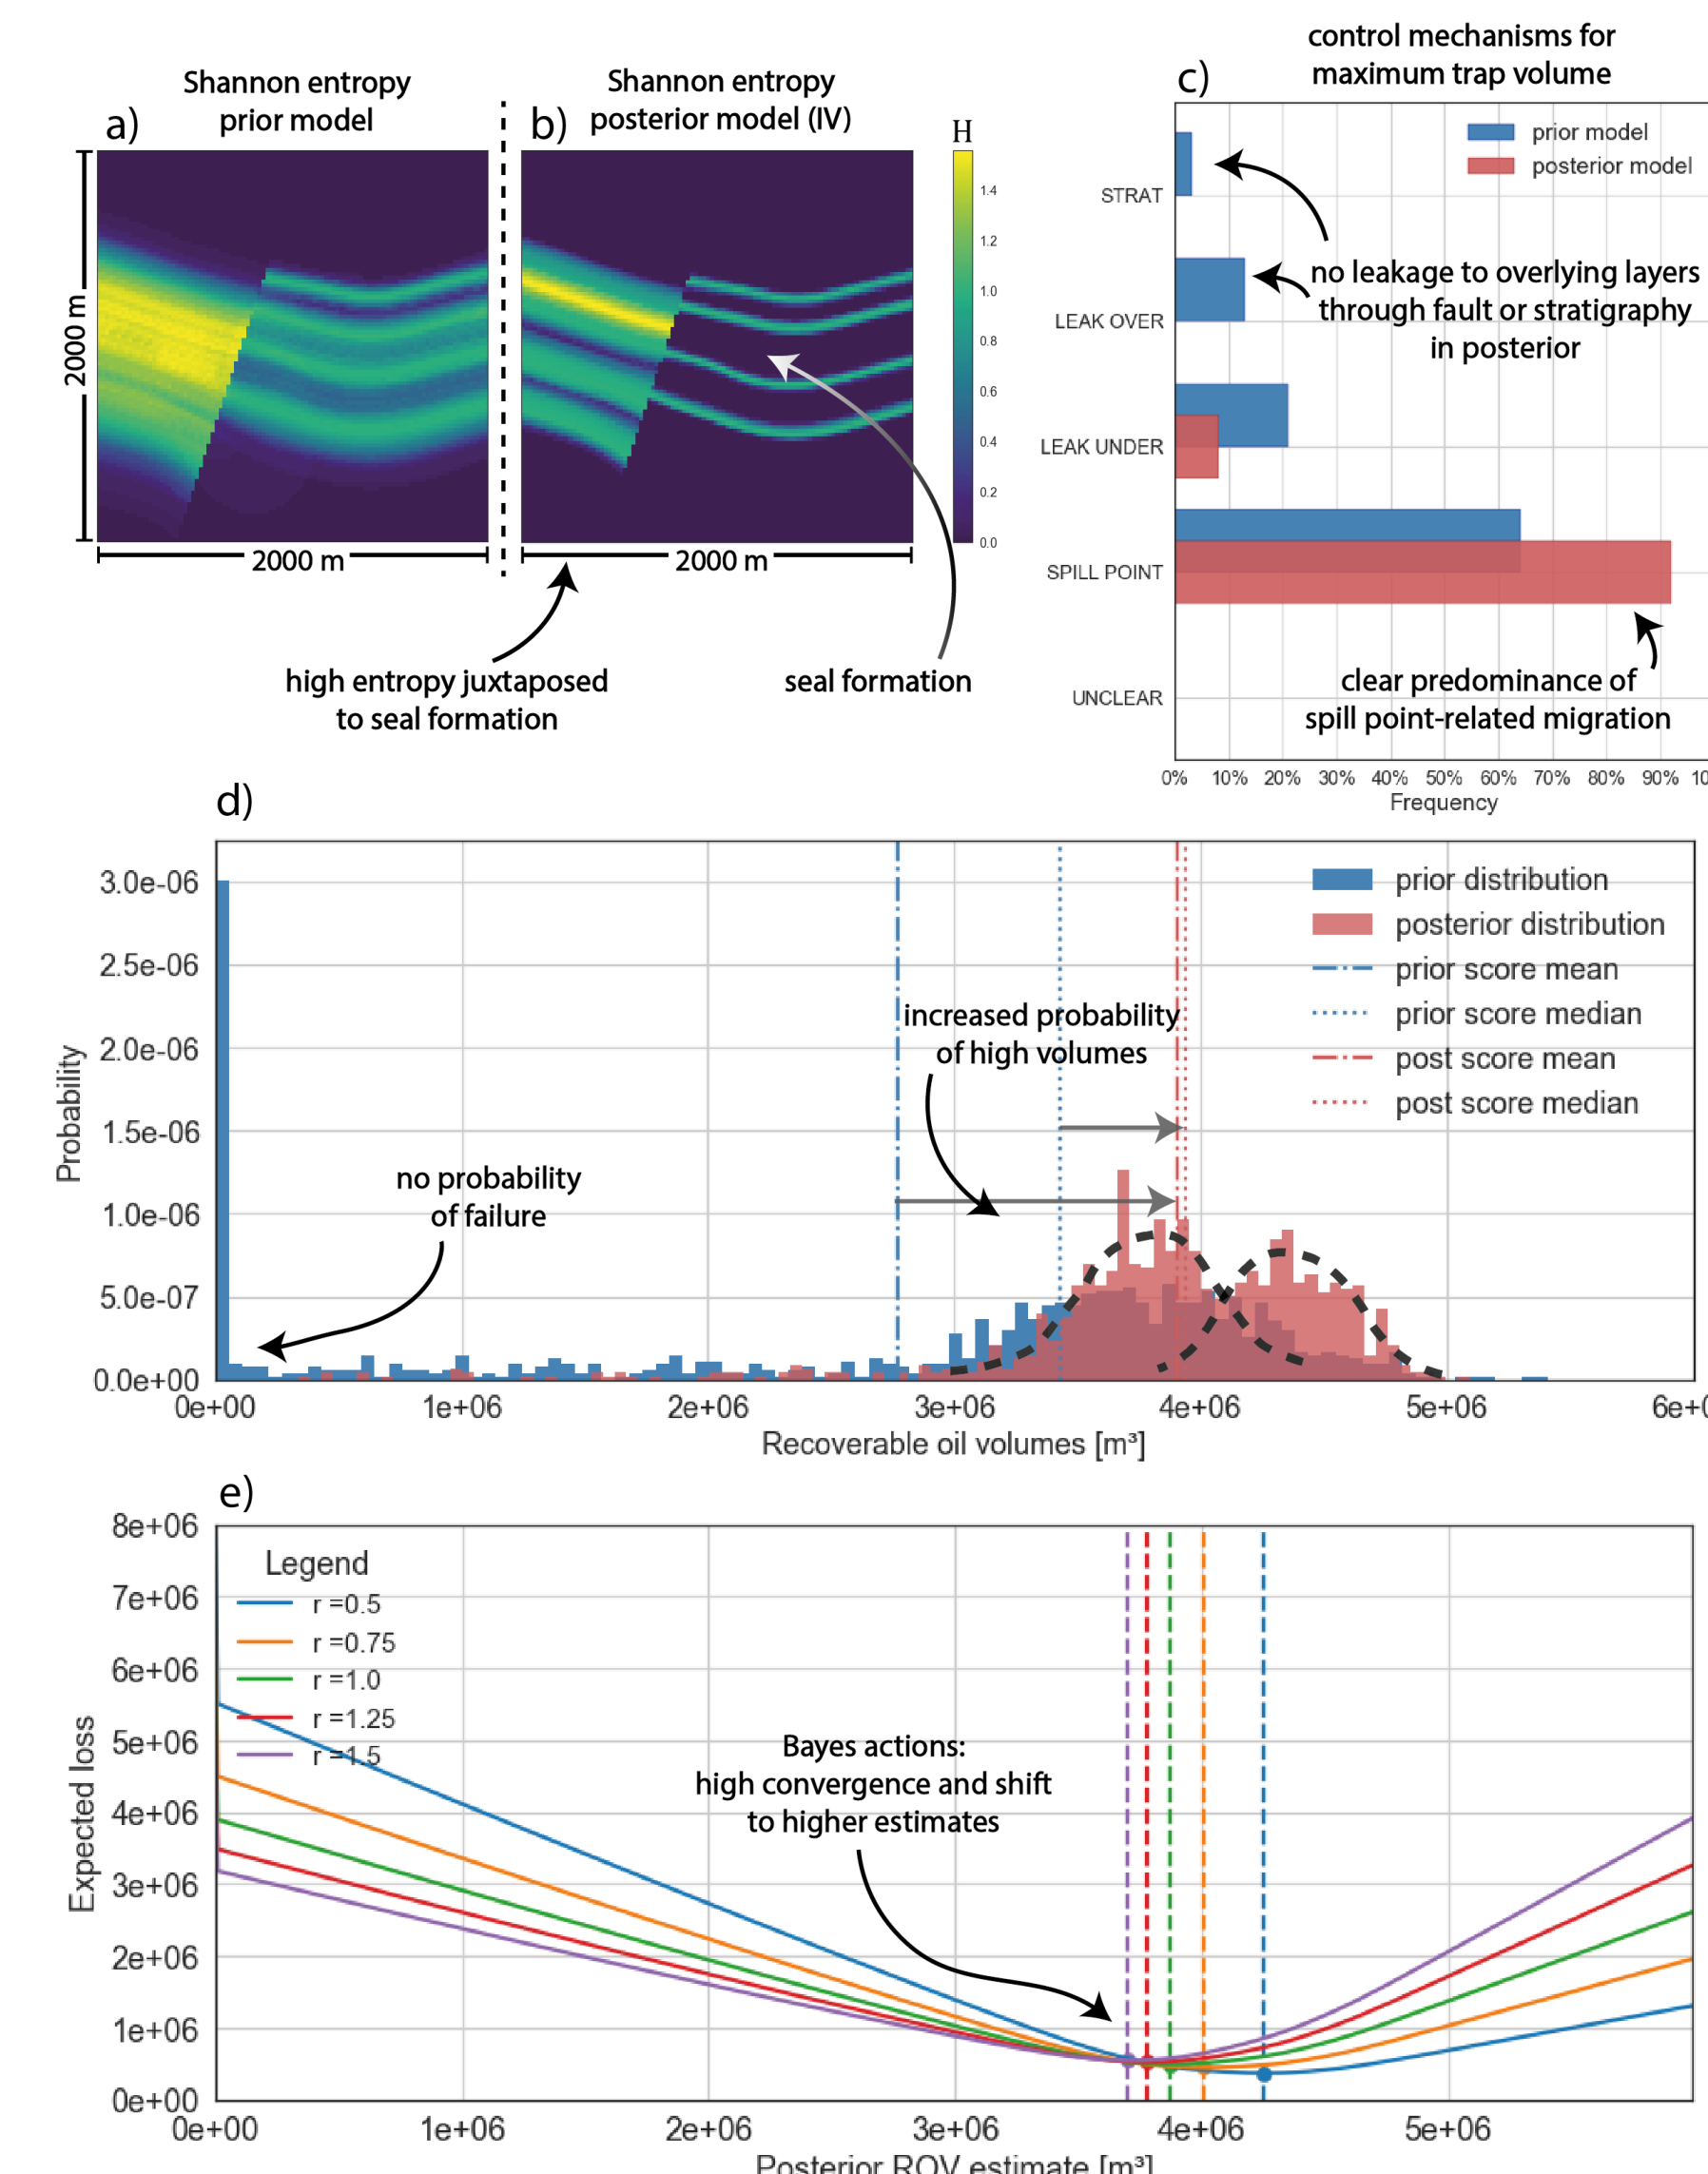 a)
Shannon entropy
prior model
2000 m
2000 m
b)
Shannon entropy
posterior model (IV)
2000 m
H
1.4
1.2
1.0
0.8
0.6
0.4
0.2
0.0
high entropy juxtaposed
to seal formation
seal formation
c)
control mechanisms for
maximum trap volume
prior model
posterior model
STRAT
LEAK OVER
LEAK UNDER
SPILL POINT
UNCLEAR
no leakage to overlying layers
through fault or stratigraphy
in posterior
clear predominance of
spill point-related migration
0% 10% 20% 30% 40% 50% 60% 70% 80% 90% 10
Frequency
d)
3.0e-06
2.5e-06
2.0e-06
1.5e-06
1.0e-06
5.0e-07
0.0e+00
Probability
prior distribution
posterior distribution
prior score mean
prior score median
post score mean
post score median
increased probability
of high volumes
no probability
of failure
0e+00 1e+06 2e+06 3e+06 4e+06 5e+06 6e+0
Recoverable oil volumes [m³]
e)
8e+06
7e+06
6e+06
5e+06
4e+06
3e+06
2e+06
1e+06
0e+00
Expected loss
Legend
r =0.5
r =0.75
r =1.0
r =1.25
r =1.5
Bayes actions:
high convergence and shift
to higher estimates
0e+00 1e+06 2e+06 3e+06 4e+06 5e+06
Posterior ROV estimate [m³]